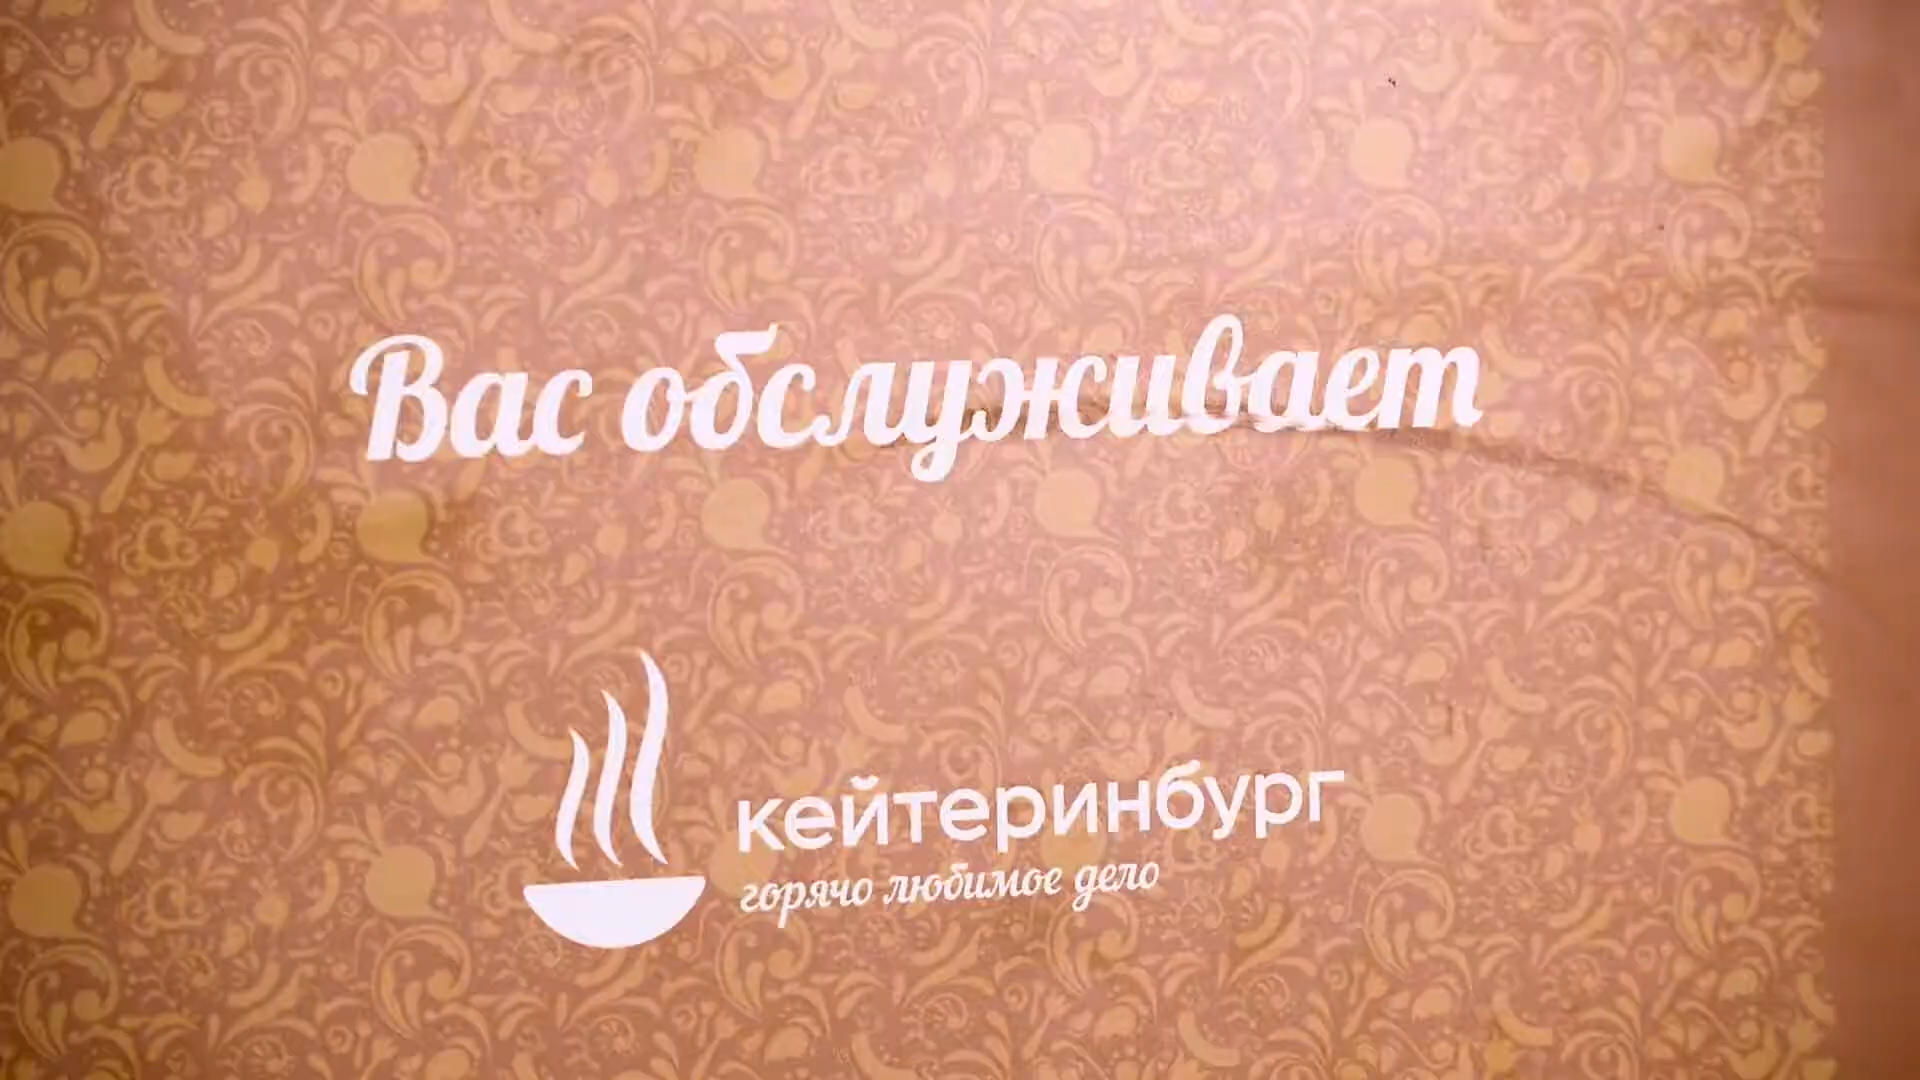 Вас обслуживает
кейтеринбург
горячо любимое дело